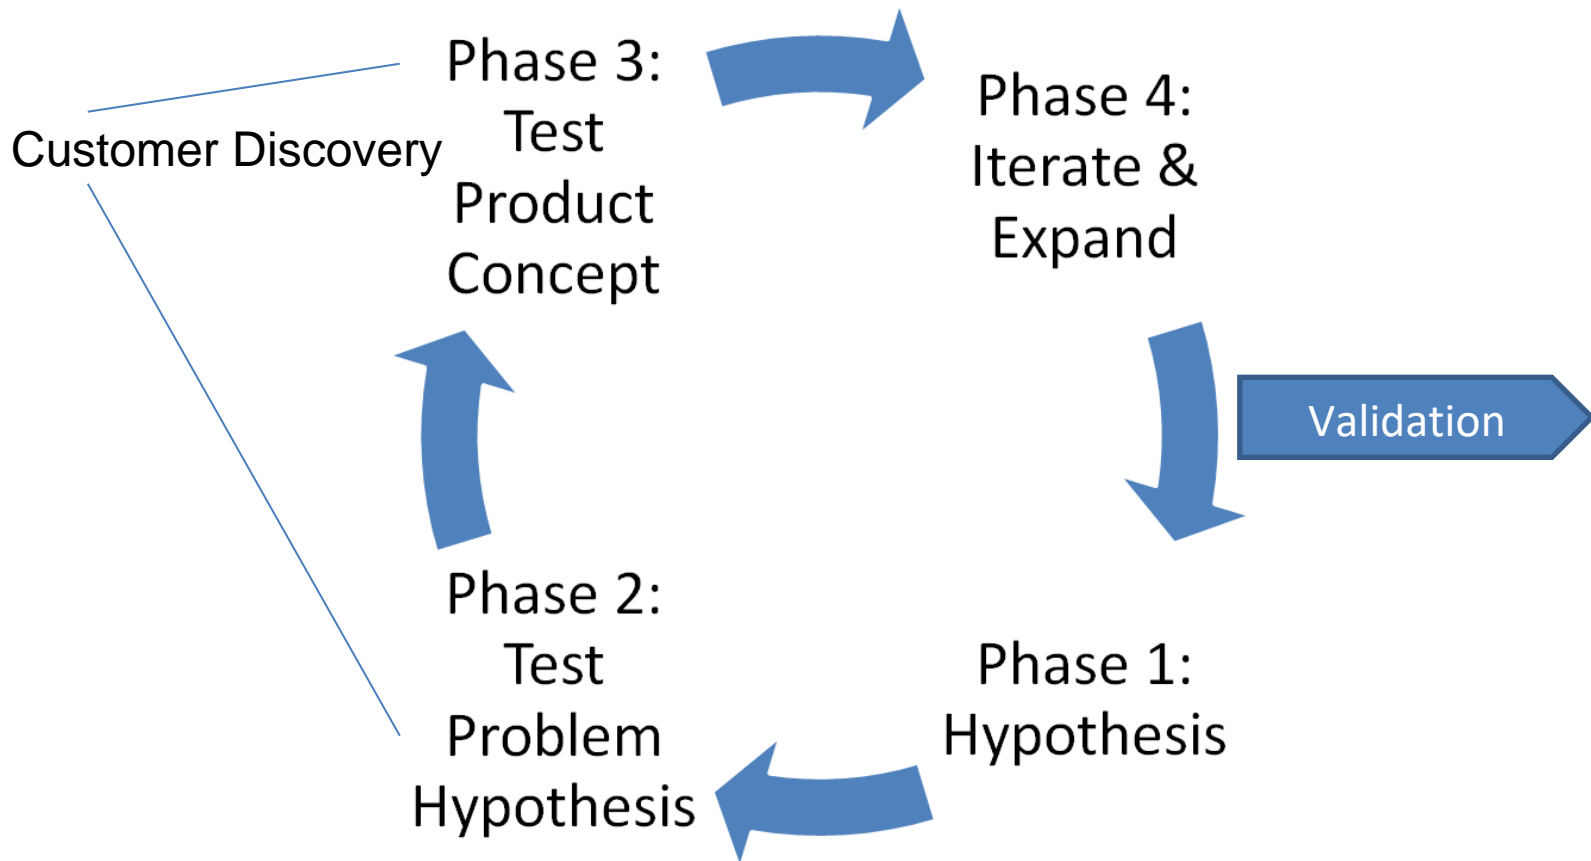 Phase 3:
Test
Product
Concept
Customer Discovery
Phase 4:
Iterate &
Expand
Validation
Phase 2:
Test
Problem
Hypothesis
Phase 1:
Hypothesis